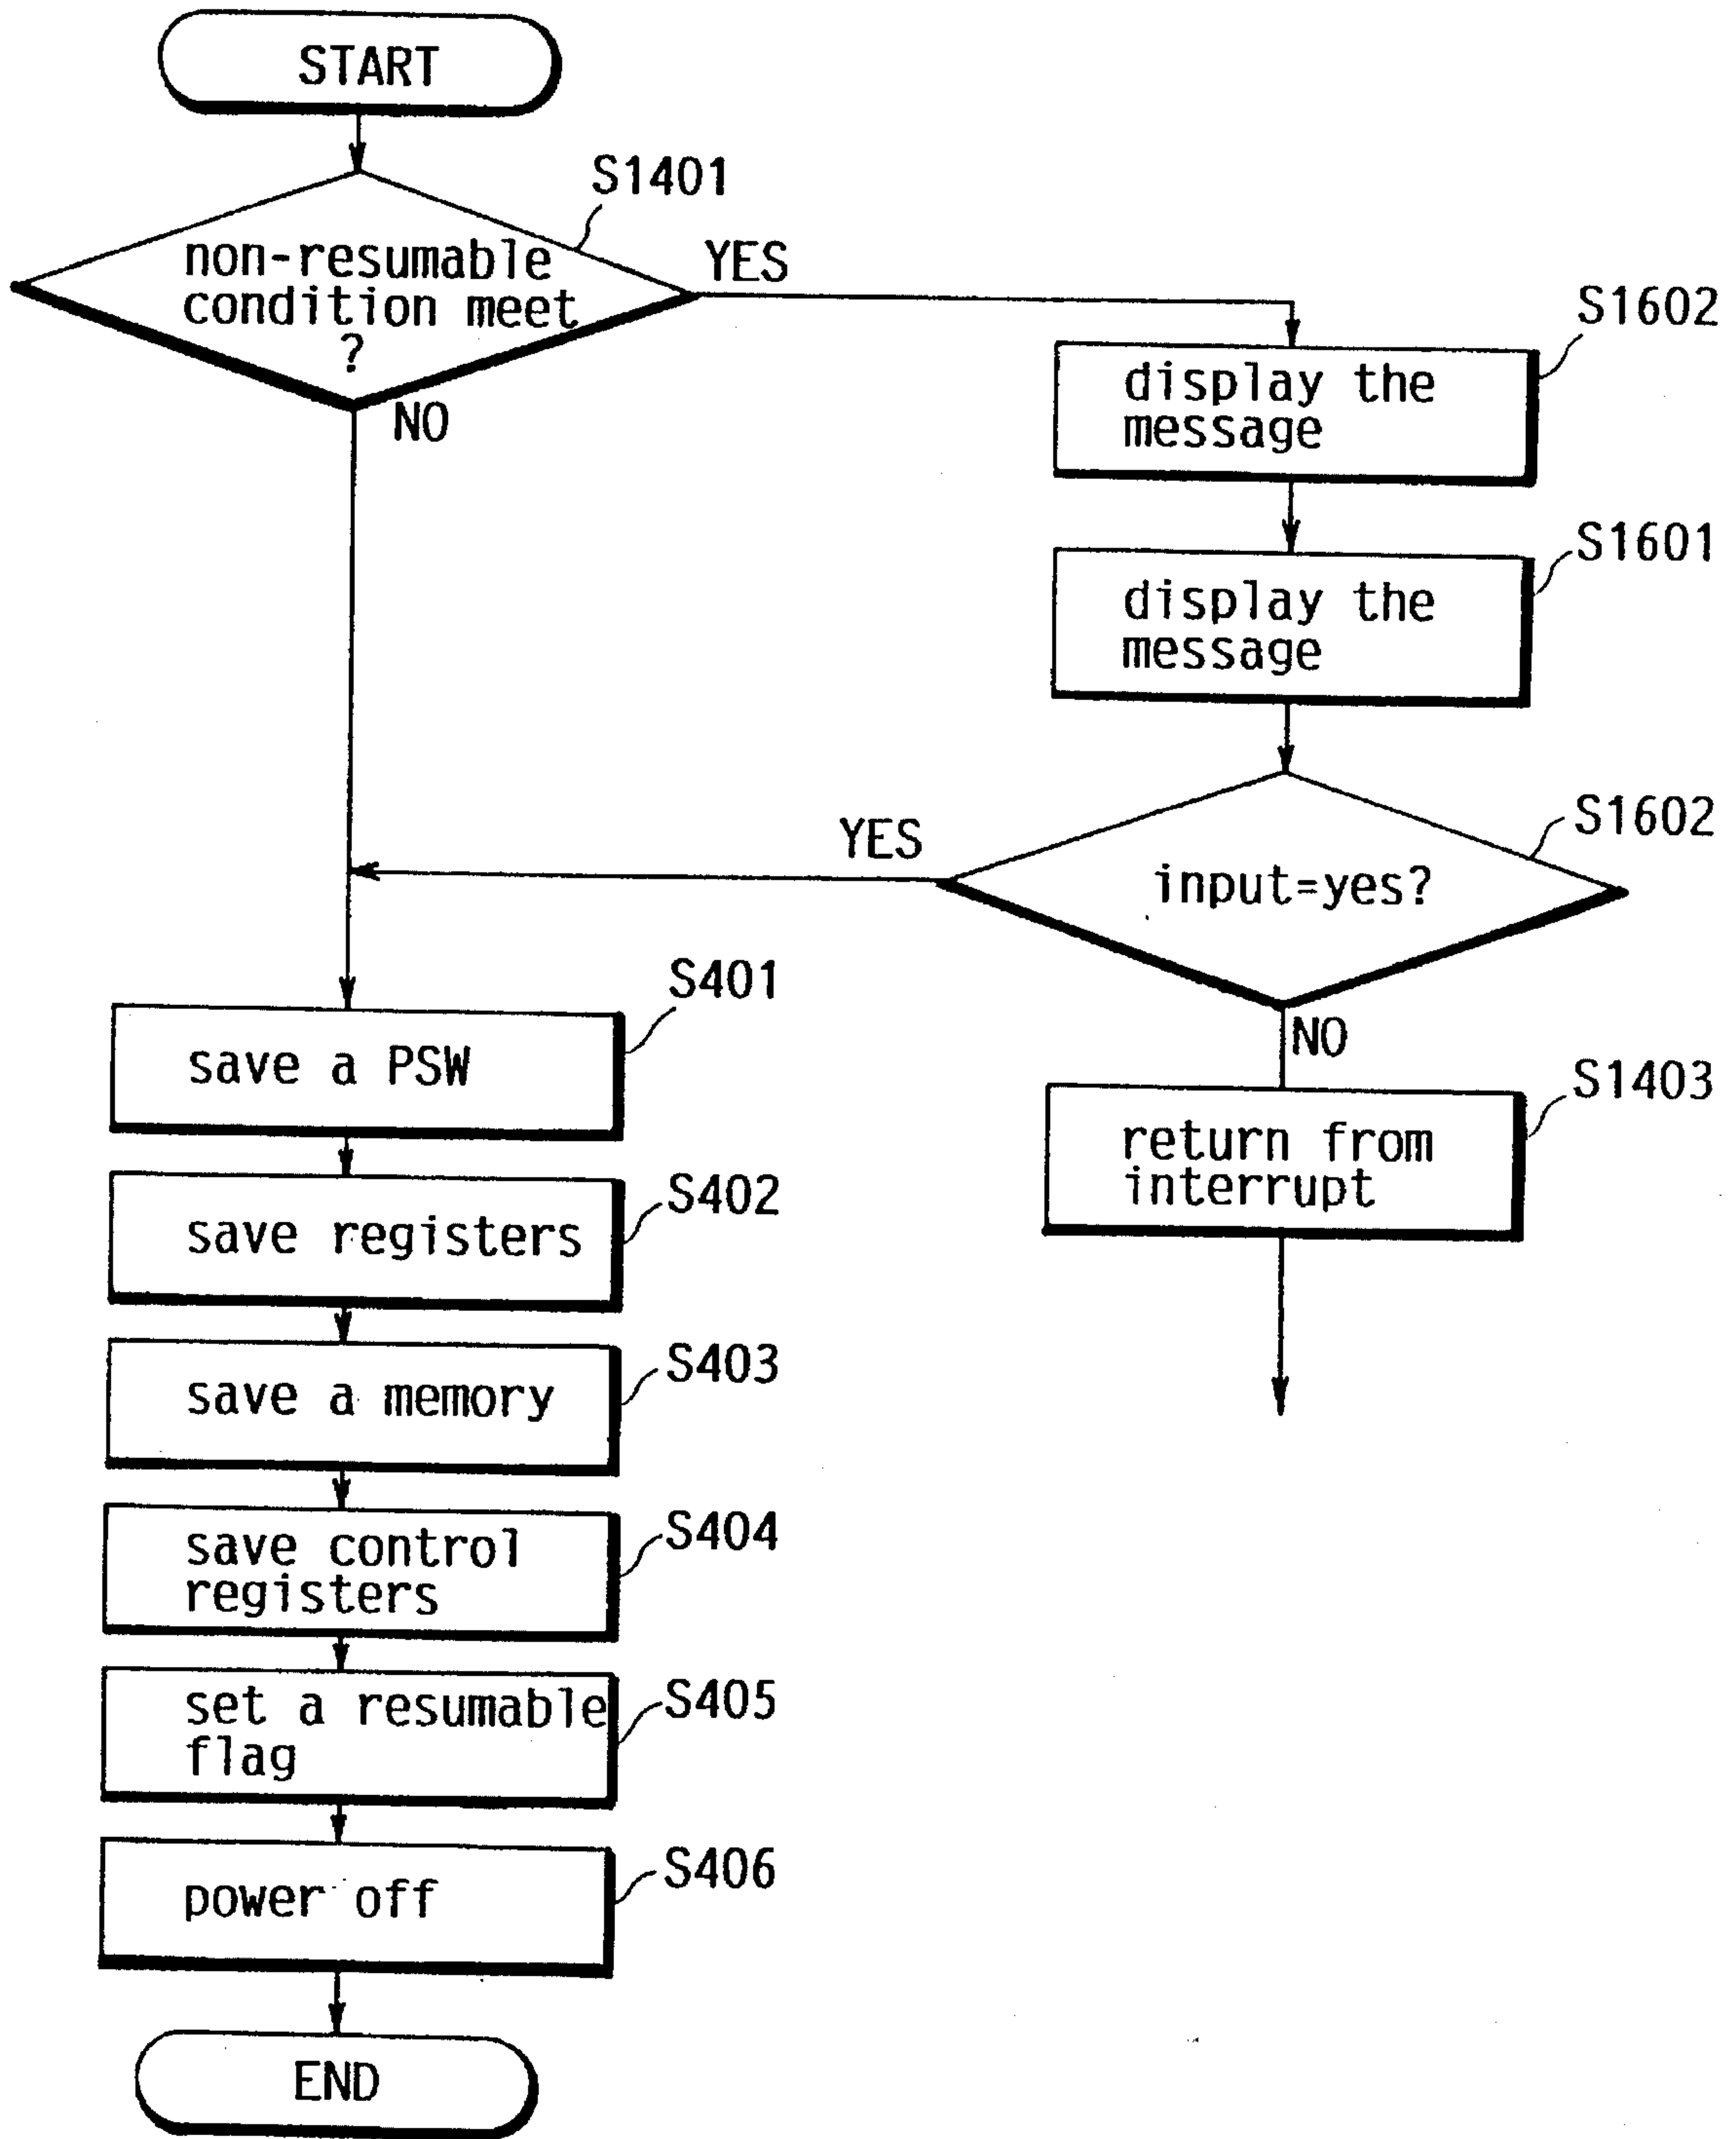 START
S1401
non-resumable
condition meet
?
YES
NO
S1602
display the
message
S1601
display the
message
S1602
input=yes?
YES
NO
S1403
return from
interrupt
S401
save a PSW
S402
save registers
S403
save a memory
S404
save control
registers
S405
set a resumable
flag
S406
power off
END